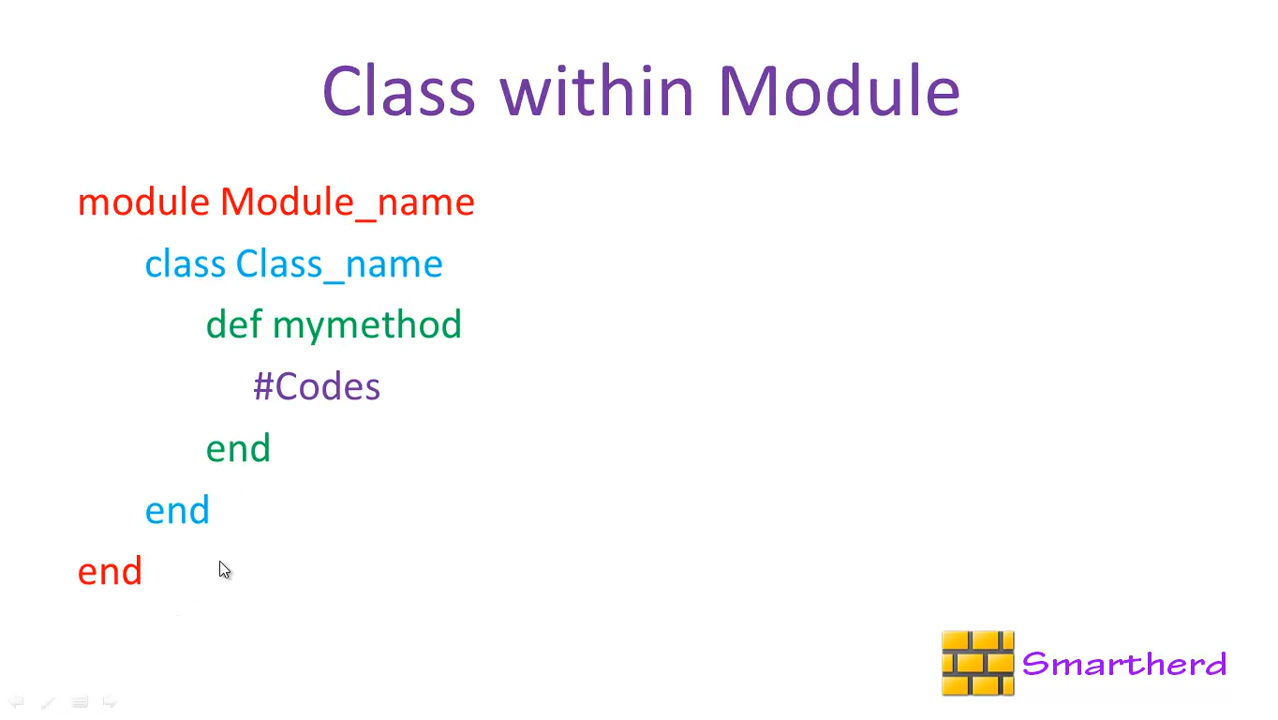 Class within Module
module Module_name
class Class_name
def mymethod
#Codes
end
end
end
Smartherd